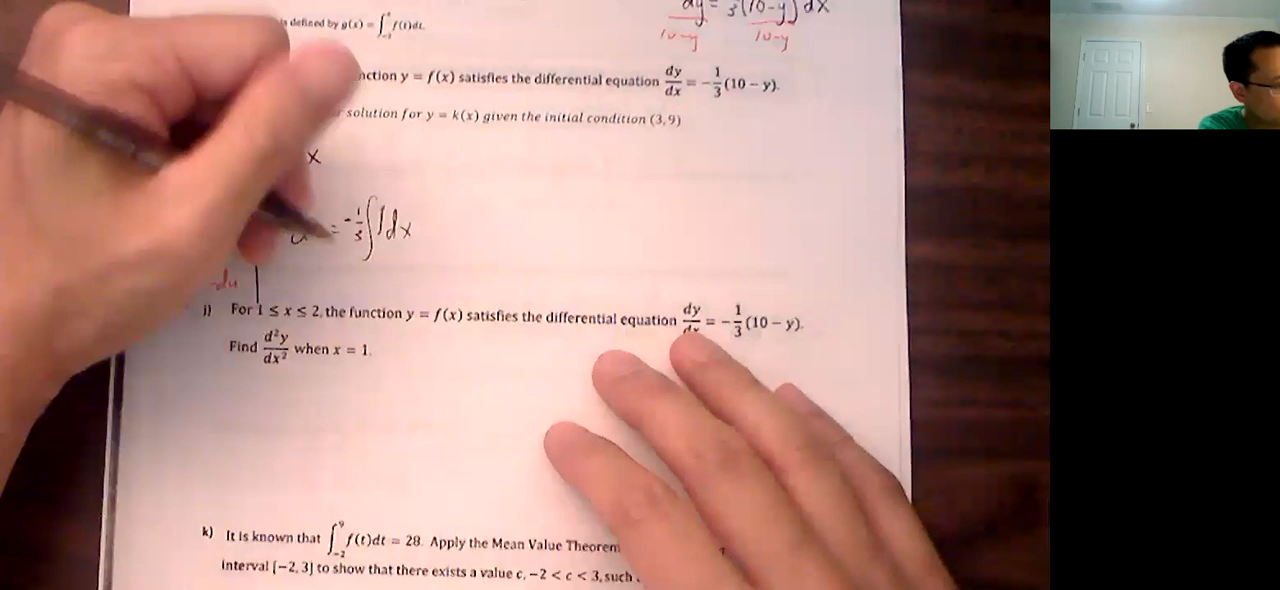 dy = 3(10-y) dx
10-y 10-y
is defined by g(x) = ∫ f(t)dt.
nction y = f(x) satisfies the differential equation dy/dx = -1/3(10 - y).
solution for y = k(x) given the initial condition (3,9)
x
= -1/3 ∫ 1 dx
-du
j) For 1 ≤ x ≤ 2, the function y = f(x) satisfies the differential equation dy/dx = -1/3(10 - y).
Find d²y/dx² when x = 1.
k) It is known that ∫₋₂⁹ f(t)dt = 28. Apply the Mean Value Theorem
interval [-2, 3] to show that there exists a value c, -2 < c < 3, such